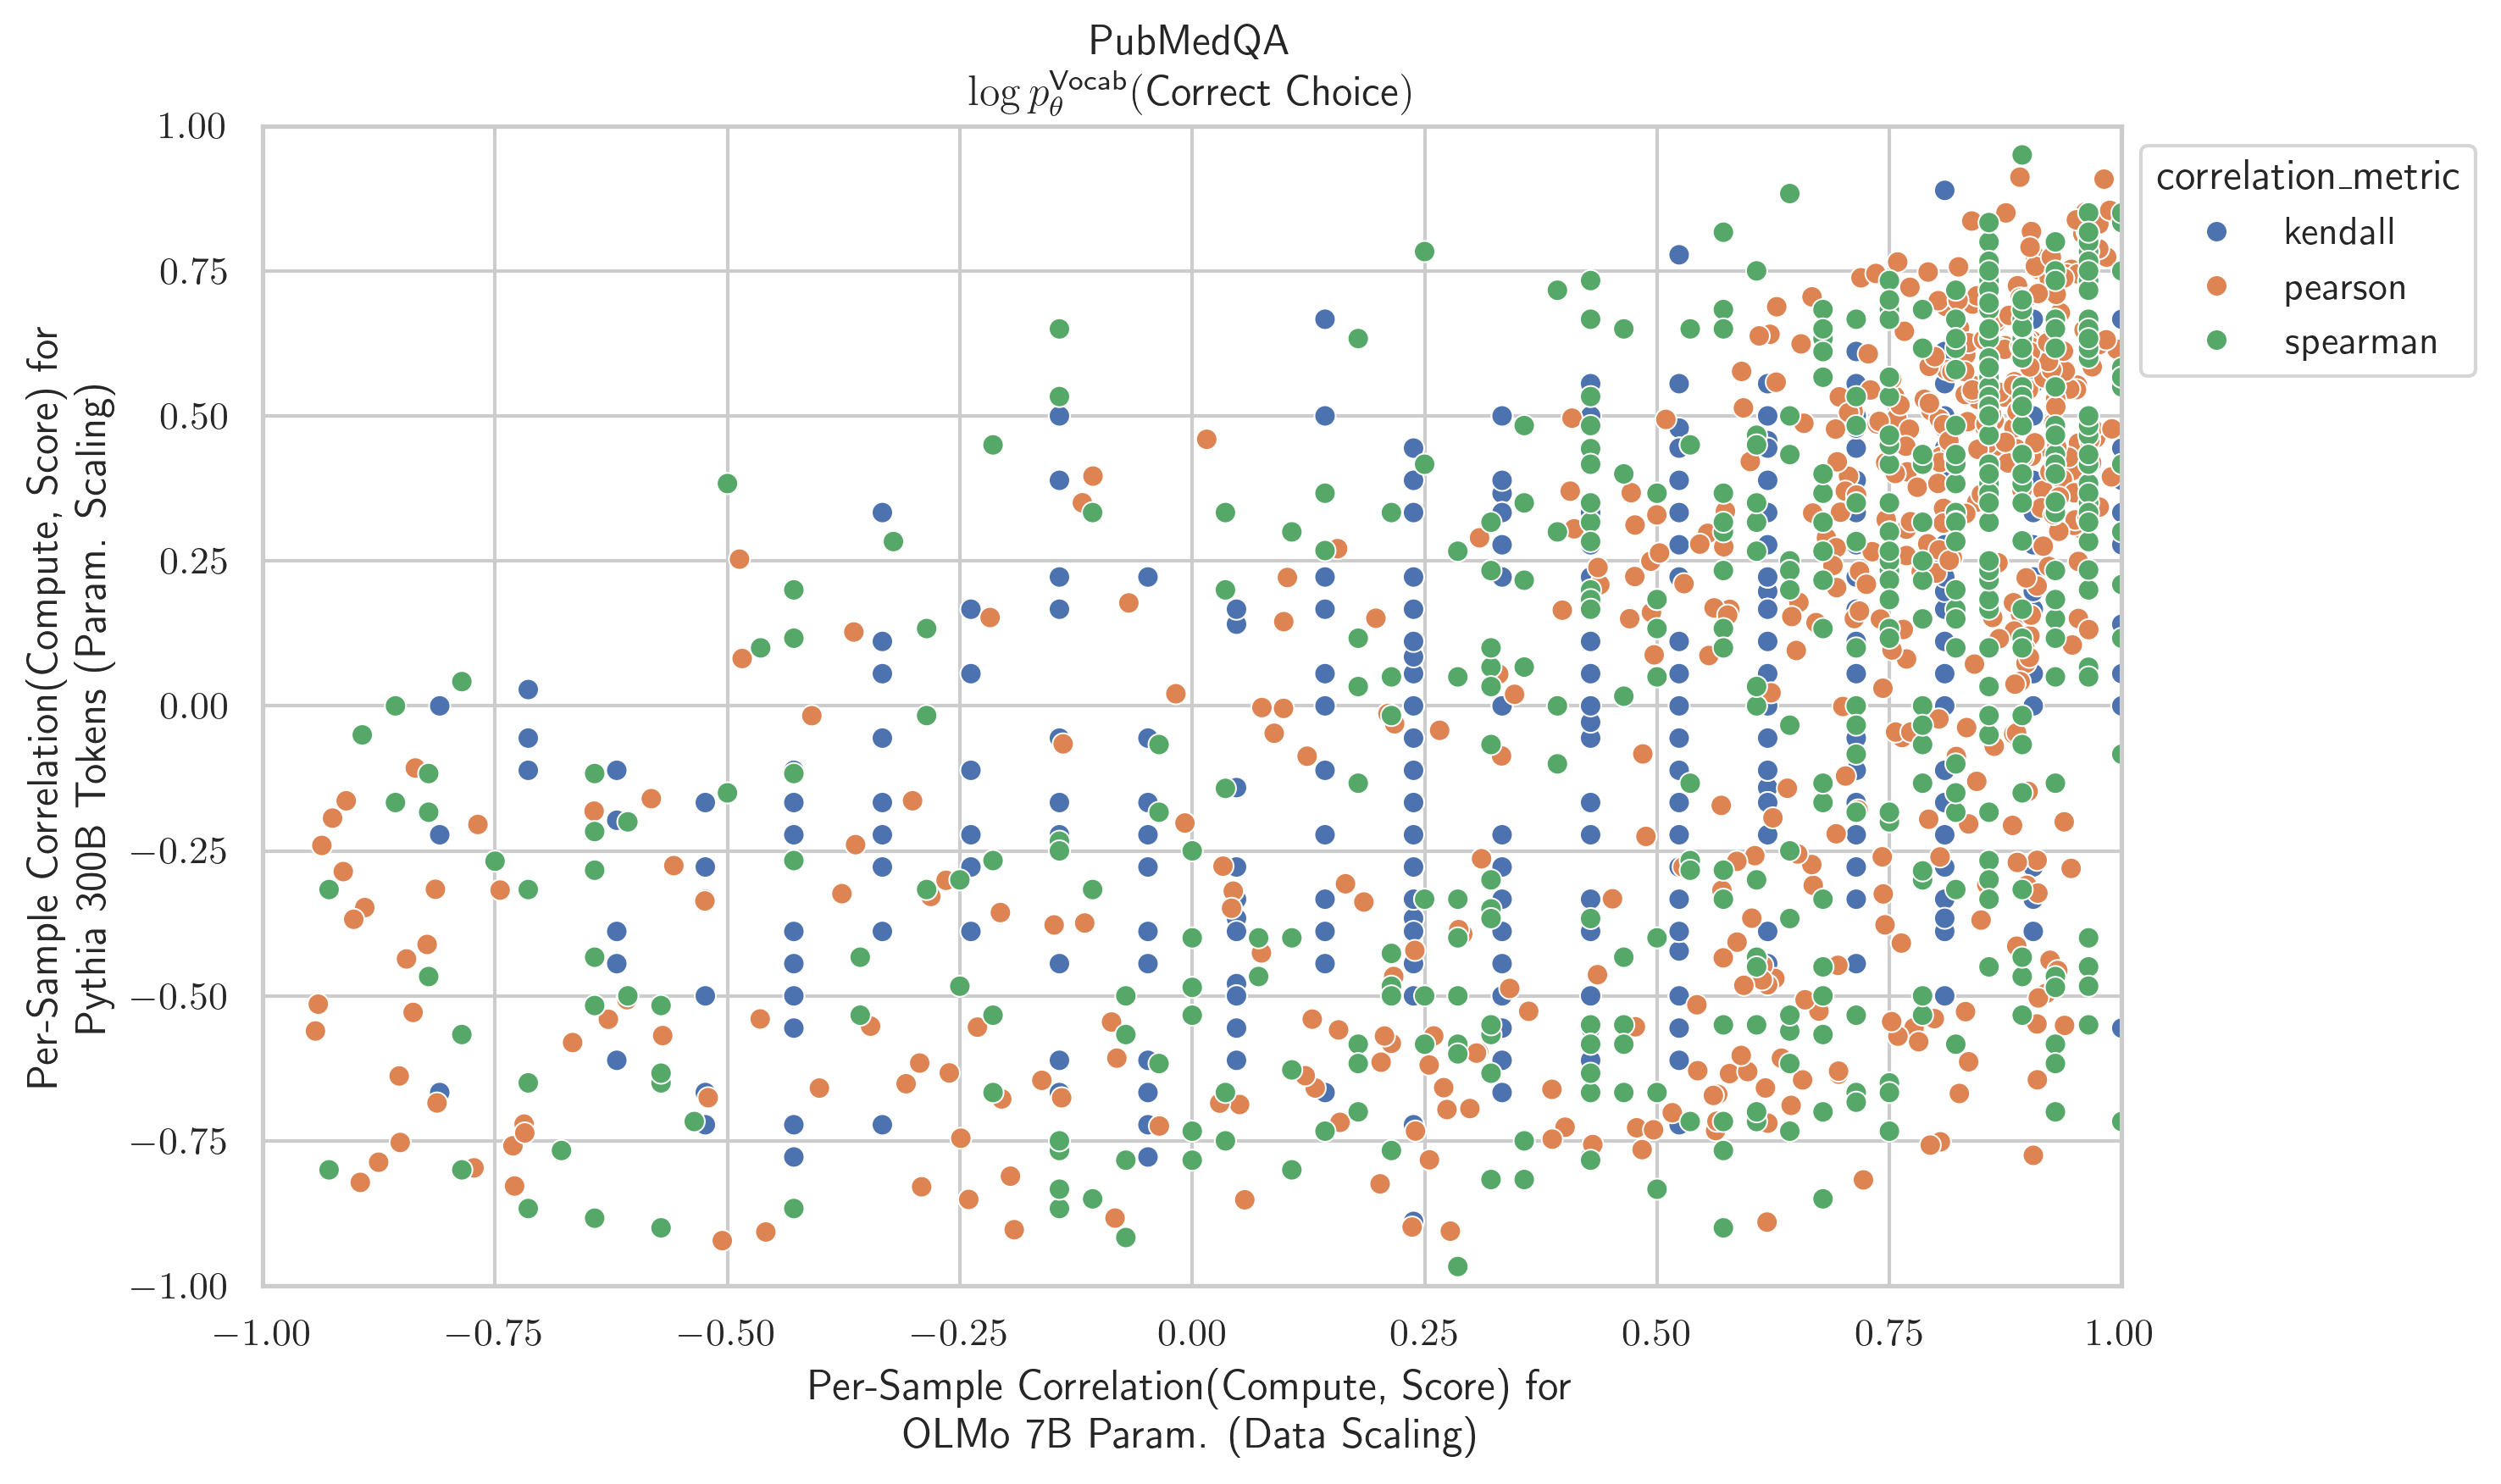 PubMedQA
log p_θ^Vocab(Correct Choice)
Per-Sample Correlation(Compute, Score) for
Pythia 300B Tokens (Param. Scaling)
1.00
0.75
0.50
0.25
0.00
−0.25
−0.50
−0.75
−1.00
−1.00 −0.75 −0.50 −0.25 0.00 0.25 0.50 0.75 1.00
Per-Sample Correlation(Compute, Score) for
OLMo 7B Param. (Data Scaling)
correlation_metric
kendall
pearson
spearman